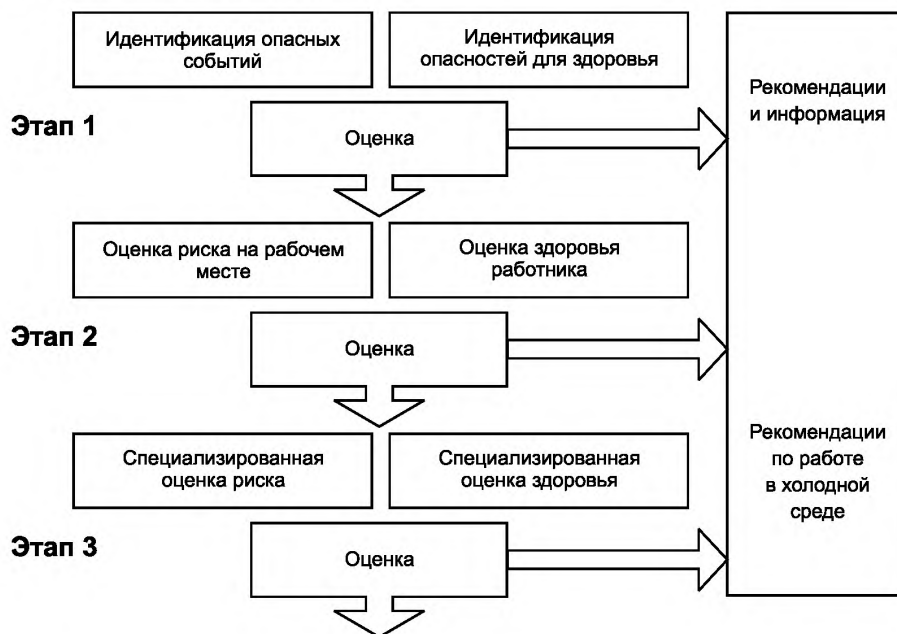 Идентификация опасных
событий
Идентификация
опасностей для здоровья
Рекомендации
и информация
Этап 1
Оценка
Оценка риска на рабочем
месте
Оценка здоровья
работника
Этап 2
Оценка
Специализированная
оценка риска
Специализированная
оценка здоровья
Рекомендации
по работе
в холодной
среде
Этап 3
Оценка